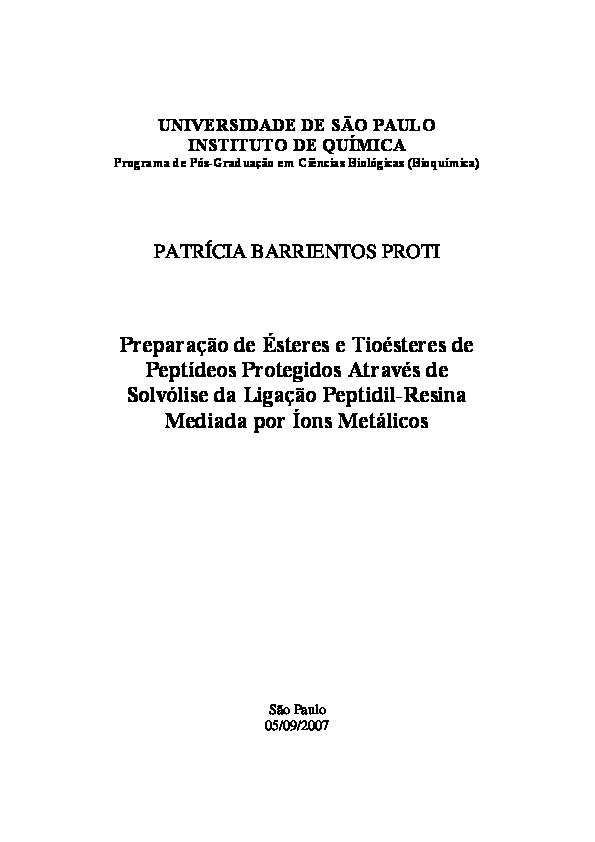 UNIVERSIDADE DE SÃO PAULO
INSTITUTO DE QUÍMICA
Programa de Pós-Graduação em Ciências Biológicas (Bioquímica)
PATRÍCIA BARRIENTOS PROTI
Preparação de Ésteres e Tioésteres de
Peptídeos Protegidos Através de
Solvólise da Ligação Peptidil-Resina
Mediada por Íons Metálicos
São Paulo
05/09/2007